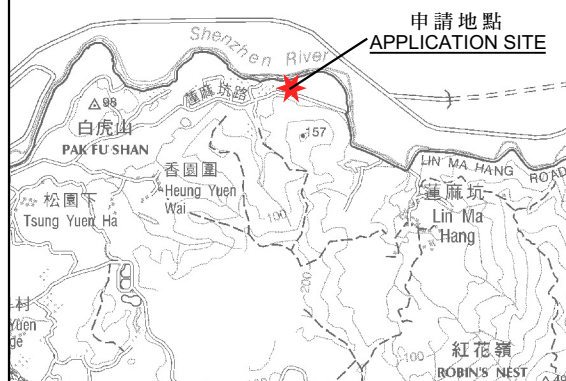 申請地點
APPLICATION SITE
Shenzhen River
蓮麻坑路
98
白虎山
PAK FU SHAN
157
LIN MA HANG ROAD
香園圍
Heung Yuen
Wai
蓮麻坑
Lin Ma
Hang
松園下
Tsung Yuen Ha
100
200
村
Yuen
100
紅花嶺
ROBIN'S NEST